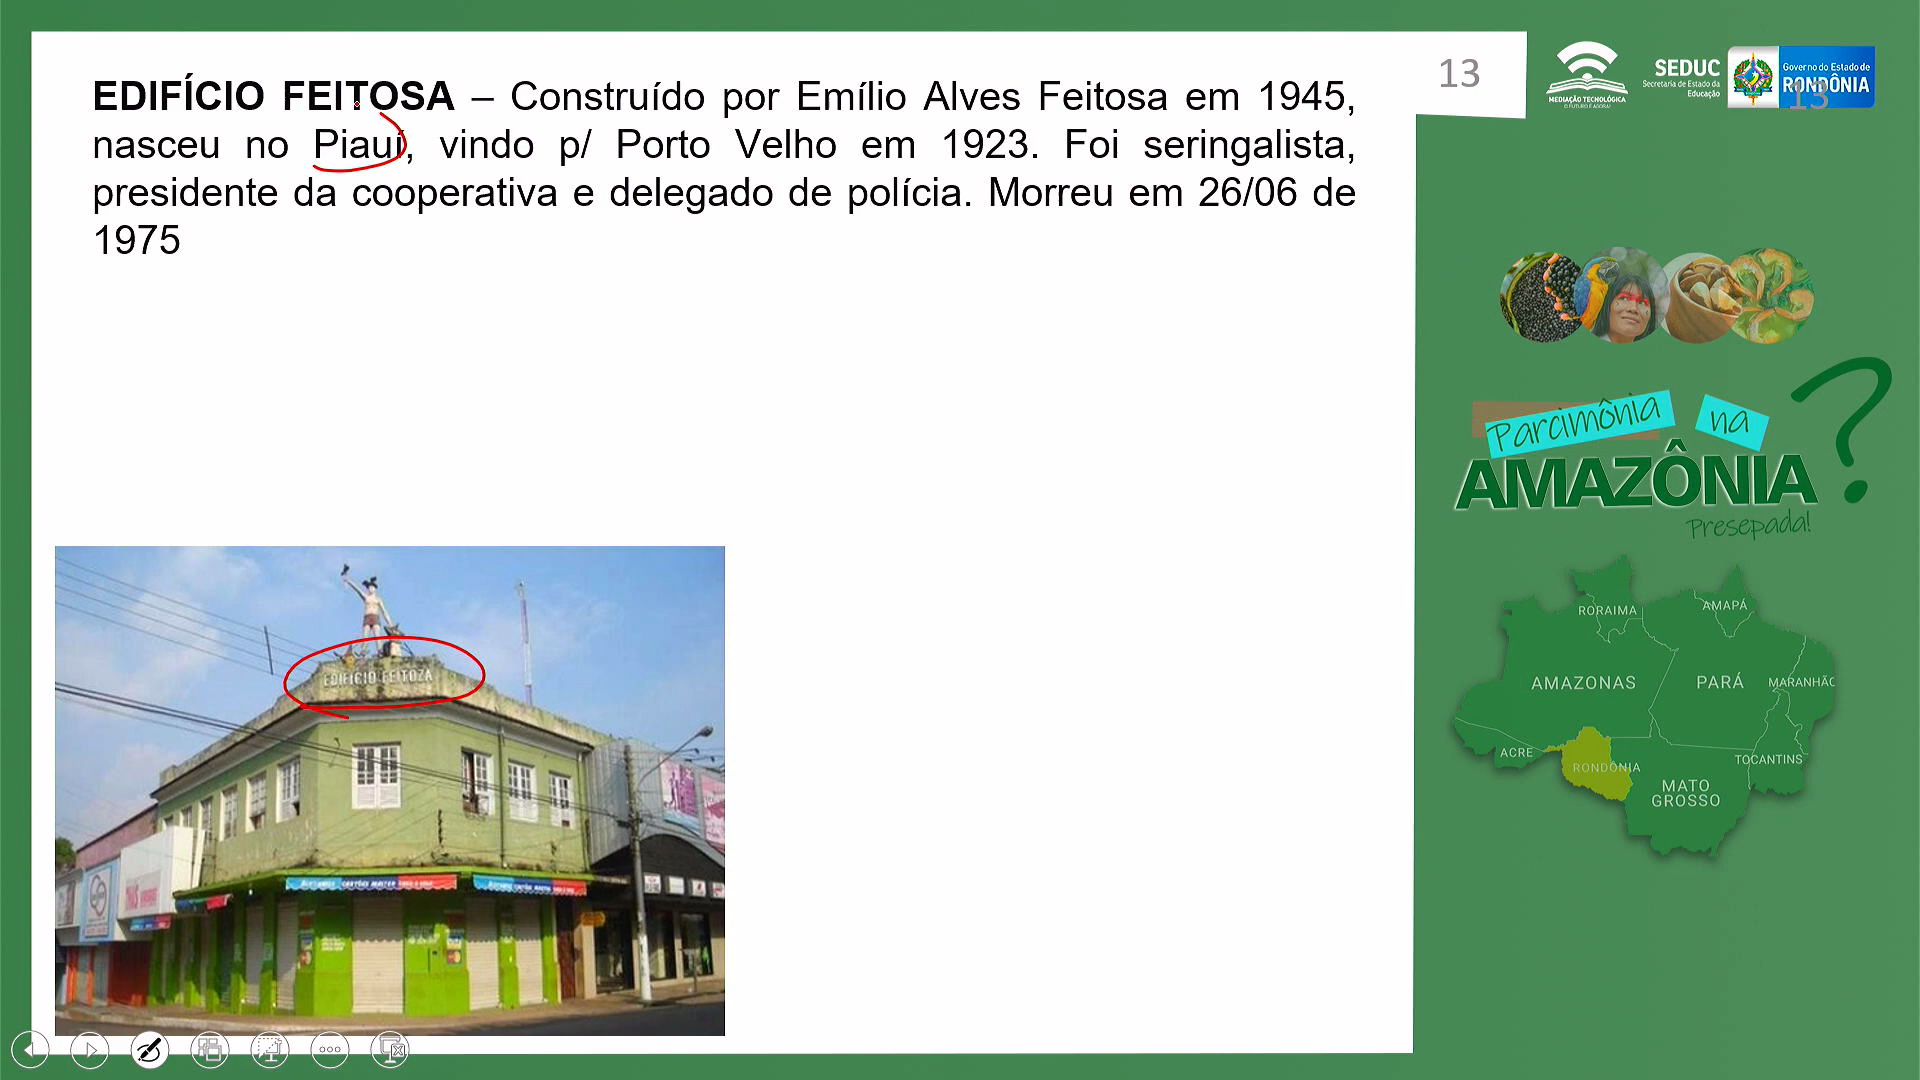 EDIFÍCIO FEITOSA – Construído por Emílio Alves Feitosa em 1945,
nasceu no Piauí, vindo p/ Porto Velho em 1923. Foi seringalista,
presidente da cooperativa e delegado de polícia. Morreu em 26/06 de
1975
13
MEDIAÇÃO TECNOLÓGICA
O FUTURO É AGORA!
SEDUC
Secretaria de Estado da
Educação
Governo do Estado de
RONDÔNIA
13
Parcimônia na
AMAZÔNIA?
Presepada!
RORAIMA
AMAPÁ
AMAZONAS
PARÁ
MARANHÃO
ACRE
RONDÔNIA
TOCANTINS
MATO
GROSSO
EDIFICIO FEITOZA